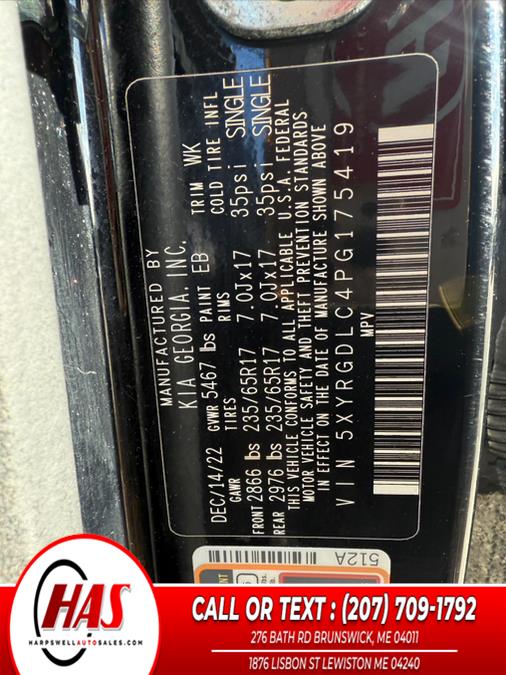 MANUFACTURED BY
KIA GEORGIA, INC.
DEC/14/22 GVWR 5467 lbs PAINT EB TRIM WK
GAWR TIRES RIMS COLD TIRE INFL
FRONT 2866 lbs 235/65R17 7.0Jx17 35psi SINGLE
REAR 2976 lbs 235/65R17 7.0Jx17 35psi SINGLE
THIS VEHICLE CONFORMS TO ALL APPLICABLE U.S.A. FEDERAL
MOTOR VEHICLE SAFETY AND THEFT PREVENTION STANDARDS
IN EFFECT ON THE DATE OF MANUFACTURE SHOWN ABOVE
VIN 5XYRGDLC4PG175419
MPV
512A
HAS
HARPSWELLAUTOSALES.COM
CALL OR TEXT : (207) 709-1792
276 BATH RD BRUNSWICK, ME 04011
1876 LISBON ST LEWISTON ME 04240